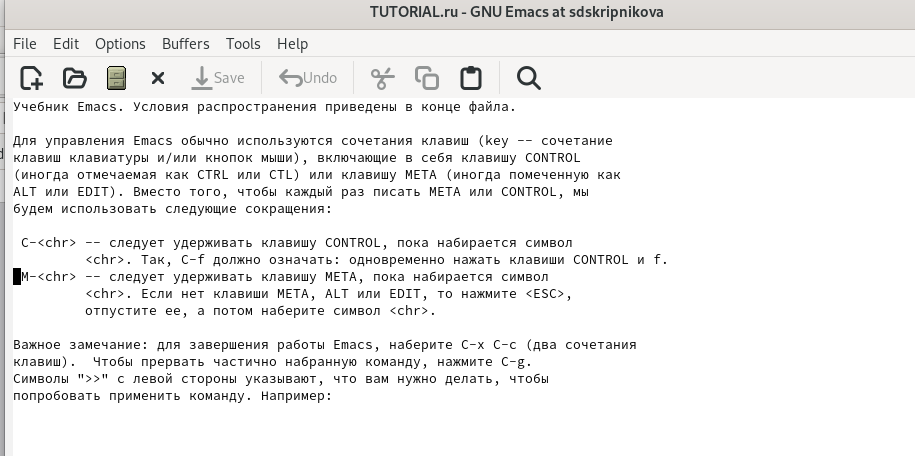 TUTORIAL.ru - GNU Emacs at sdskripnikova
File Edit Options Buffers Tools Help
Save Undo
Учебник Emacs. Условия распространения приведены в конце файла.
Для управления Emacs обычно используются сочетания клавиш (key -- сочетание
клавиш клавиатуры и/или кнопок мыши), включающие в себя клавишу CONTROL
(иногда отмечаемая как CTRL или CTL) или клавишу META (иногда помеченную как
ALT или EDIT). Вместо того, чтобы каждый раз писать META или CONTROL, мы
будем использовать следующие сокращения:
C-<chr> -- следует удерживать клавишу CONTROL, пока набирается символ
<chr>. Так, C-f должно означать: одновременно нажать клавиши CONTROL и f.
M-<chr> -- следует удерживать клавишу META, пока набирается символ
<chr>. Если нет клавиши META, ALT или EDIT, то нажмите <ESC>,
отпустите ее, а потом наберите символ <chr>.
Важное замечание: для завершения работы Emacs, наберите C-x C-c (два сочетания
клавиш).  Чтобы прервать частично набранную команду, нажмите C-g.
Символы ">>" с левой стороны указывают, что вам нужно делать, чтобы
попробовать применить команду. Например: